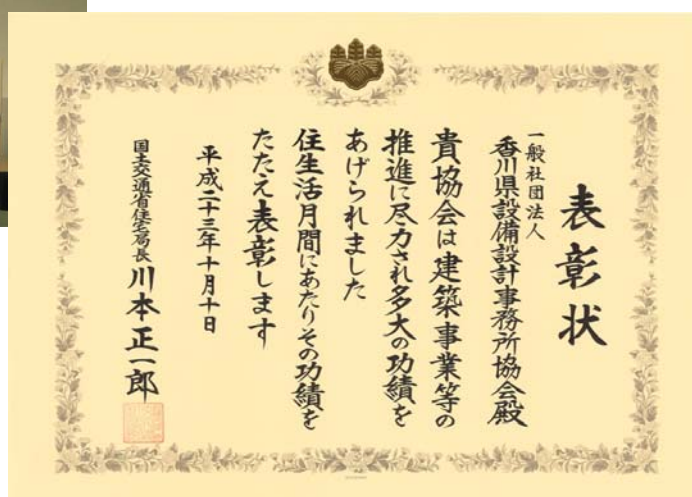 表彰状
一般社団法人
香川県設備設計事務所協会殿
貴協会は建築事業等の
推進に尽力され多大の功績を
あげられました
住生活月間にあたりその功績を
たたえ表彰します
平成二十三年十月十日
国土交通省住宅局長 川本正一郎